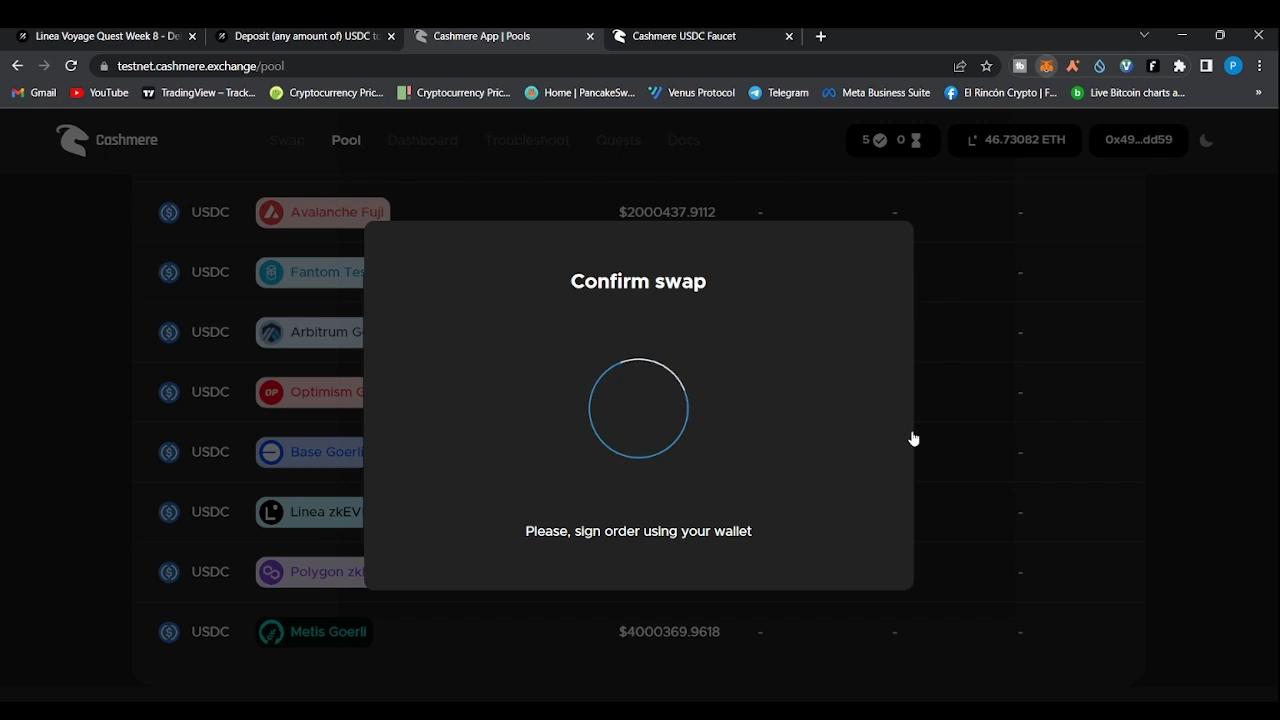 Linea Voyage Quest Week 8 - De
Deposit (any amount) of USDC to
Cashmere App | Pools
Cashmere USDC Faucet
testnet.cashmere.exchange/pool
Gmail
YouTube
TradingView – Track...
Cryptocurrency Pric...
Cryptocurrency Pric...
Home | PancakeSw...
Venus Protocol
Telegram
Meta Business Suite
El Rincón Crypto | F...
Live Bitcoin charts a...
»
Cashmere
Swap
Pool
Dashboard
Troubleshoot
Quests
Docs
5 0
46.73082 ETH
0x49...dd59
USDC Avalanche Fuji $2000437.9112 - - -
USDC Fantom Tes -
USDC Arbitrum G -
USDC OP Optimism G -
USDC Base Goerli -
USDC Linea zkEV -
USDC Polygon zk -
USDC Metis Goerli $4000369.9618 - - -
Confirm swap
Please, sign order using your wallet